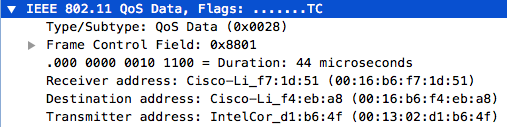 IEEE 802.11 QoS Data, Flags: .......TC
Type/Subtype: QoS Data (0x0028)
Frame Control Field: 0x8801
.000 0000 0010 1100 = Duration: 44 microseconds
Receiver address: Cisco-Li_f7:1d:51 (00:16:b6:f7:1d:51)
Destination address: Cisco-Li_f4:eb:a8 (00:16:b6:f4:eb:a8)
Transmitter address: IntelCor_d1:b6:4f (00:13:02:d1:b6:4f)